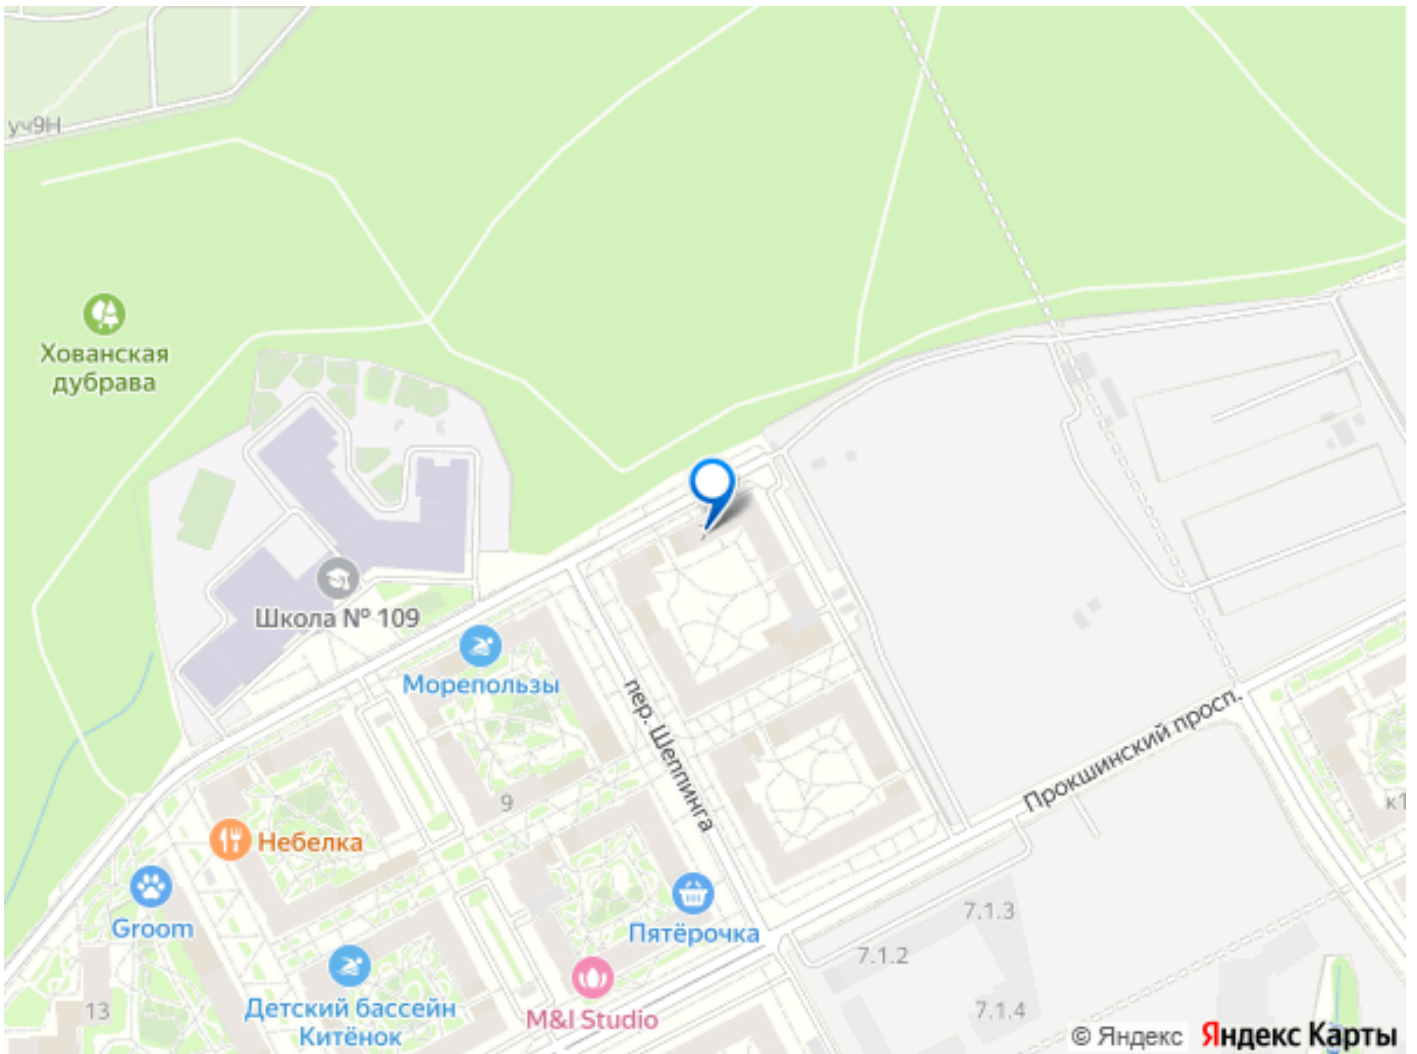 уч9Н
Хованская
дубрава
Школа № 109
Морепользы
пер. Шеппинга
Прокшинский просп.
9
к1
Небелка
Groom
Пятёрочка
7.1.3
7.1.2
7.1.4
13
Детский бассейн
Китёнок
M&I Studio
© Яндекс Яндекс Карты